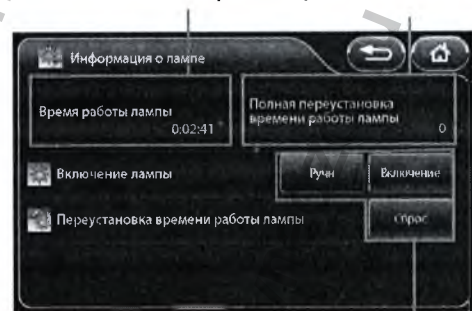 Информация о лампе
Время работы лампы
0:02:41
Полная переустановка
времени работы лампы
0
Включение лампы
Ручн
Включение
Переустановка времени работы лампы
Сброс